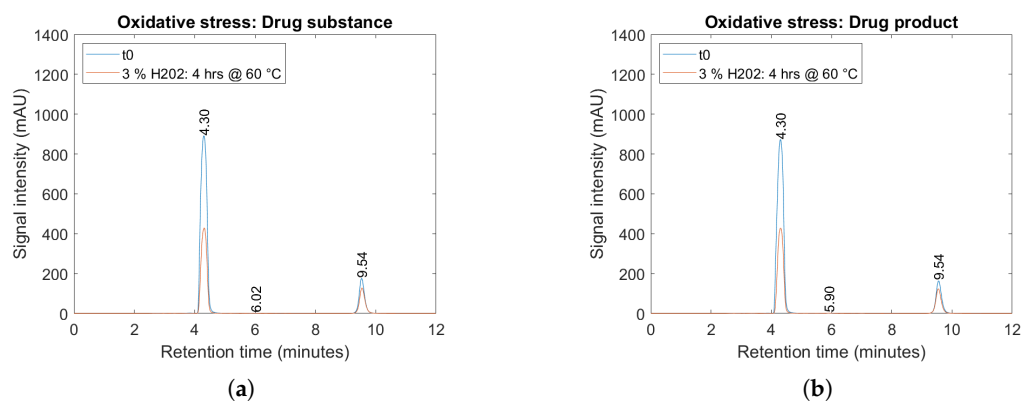 Oxidative stress: Drug substance
1400
1200
1000
800
600
400
200
0
Signal intensity (mAU)
t0
3 % H202: 4 hrs @ 60 °C
4.30
6.02
9.54
0 2 4 6 8 10 12
Retention time (minutes)
(a)
Oxidative stress: Drug product
1400
1200
1000
800
600
400
200
0
Signal intensity (mAU)
t0
3 % H202: 4 hrs @ 60 °C
4.30
5.90
9.54
0 2 4 6 8 10 12
Retention time (minutes)
(b)